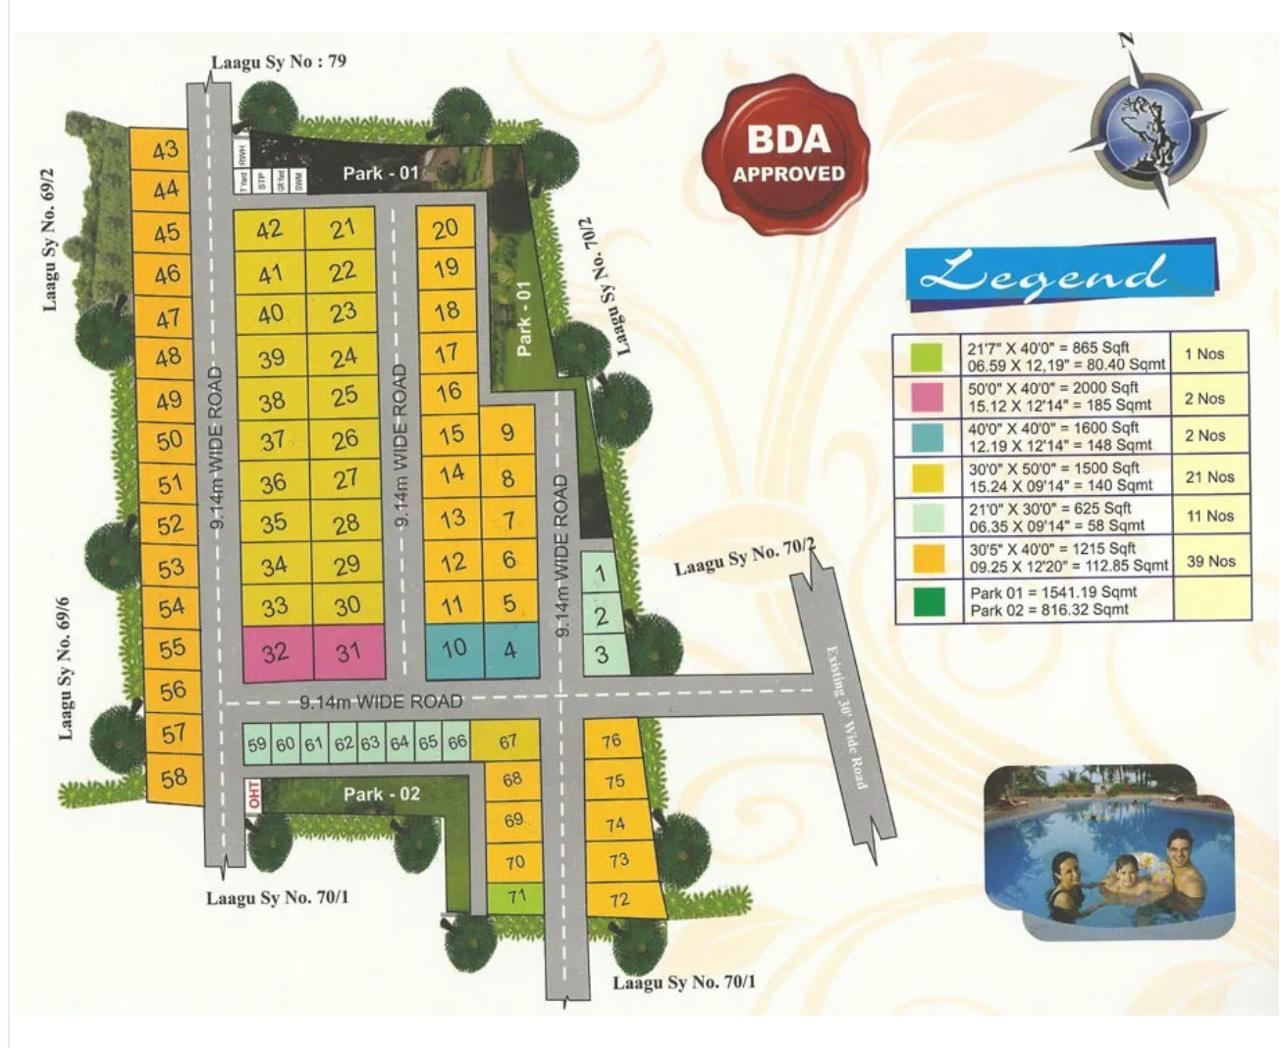 Laagu Sy No : 79
N
BDA
APPROVED
Laagu Sy No. 69/2
Laagu Sy No. 69/6
Laagu Sy No. 70/2
Laagu Sy No. 70/2
Laagu Sy No. 70/1
Laagu Sy No. 70/1
RWH
T Yard
STP
SWM
Park - 01
Park - 01
Park - 02
OHT
9.14m WIDE ROAD
9.14m WIDE ROAD
9.14m WIDE ROAD
9.14m WIDE ROAD
Existing 30' Wide Road
43
44
45
46
47
48
49
50
51
52
53
54
55
56
57
58
42 21
41 22
40 23
39 24
38 25
37 26
36 27
35 28
34 29
33 30
32 31
20
19
18
17
16
15 9
14 8
13 7
12 6
11 5
10 4
1
2
3
59 60 61 62 63 64 65 66 67
68
69
70
71
76
75
74
73
72
Legend
21'7" X 40'0" = 865 Sqft
06.59 X 12,19" = 80.40 Sqmt
1 Nos
50'0" X 40'0" = 2000 Sqft
15.12 X 12'14" = 185 Sqmt
2 Nos
40'0" X 40'0" = 1600 Sqft
12.19 X 12'14" = 148 Sqmt
2 Nos
30'0" X 50'0" = 1500 Sqft
15.24 X 09'14" = 140 Sqmt
21 Nos
21'0" X 30'0" = 625 Sqft
06.35 X 09'14" = 58 Sqmt
11 Nos
30'5" X 40'0" = 1215 Sqft
09.25 X 12'20" = 112.85 Sqmt
39 Nos
Park 01 = 1541.19 Sqmt
Park 02 = 816.32 Sqmt